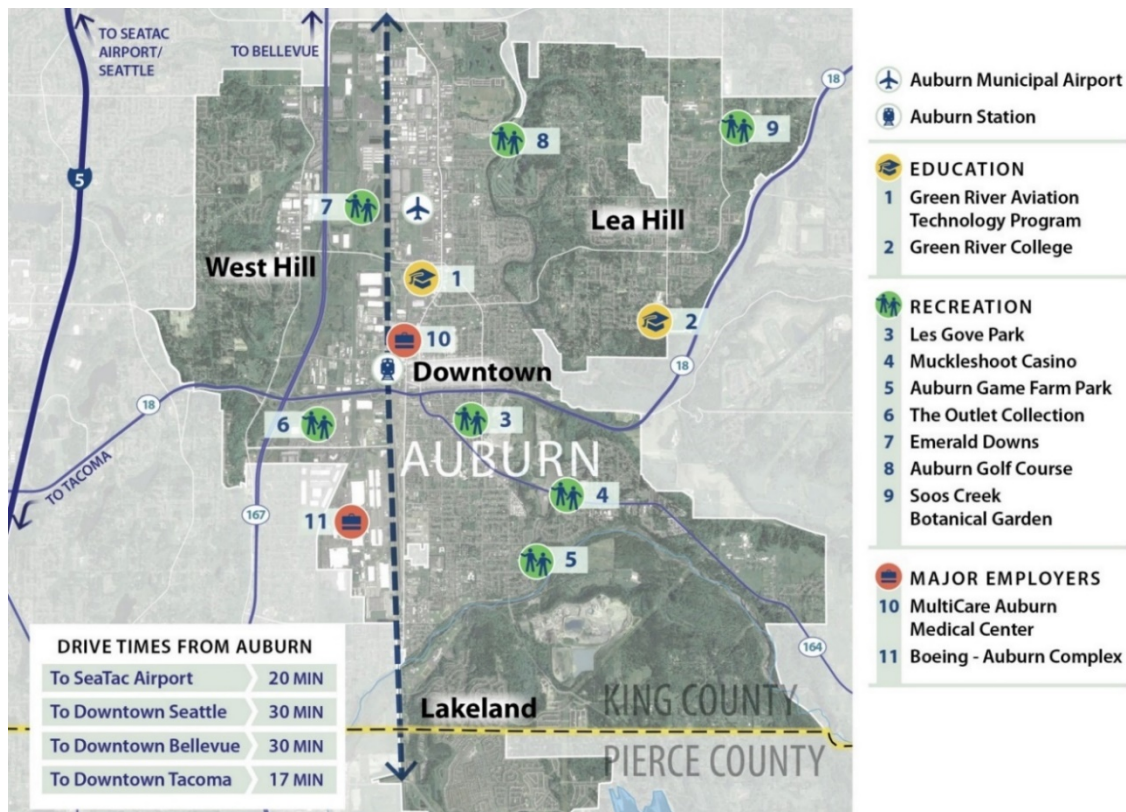 TO SEATAC
AIRPORT/
SEATTLE
TO BELLEVUE
18
5
8
9
7
Lea Hill
West Hill
1
2
10
Downtown
18
18
6
3
AUBURN
TO TACOMA
4
167
11
5
164
Lakeland
KING COUNTY
PIERCE COUNTY
DRIVE TIMES FROM AUBURN
To SeaTac Airport 20 MIN
To Downtown Seattle 30 MIN
To Downtown Bellevue 30 MIN
To Downtown Tacoma 17 MIN
Auburn Municipal Airport
Auburn Station
EDUCATION
1 Green River Aviation
Technology Program
2 Green River College
RECREATION
3 Les Gove Park
4 Muckleshoot Casino
5 Auburn Game Farm Park
6 The Outlet Collection
7 Emerald Downs
8 Auburn Golf Course
9 Soos Creek
Botanical Garden
MAJOR EMPLOYERS
10 MultiCare Auburn
Medical Center
11 Boeing - Auburn Complex